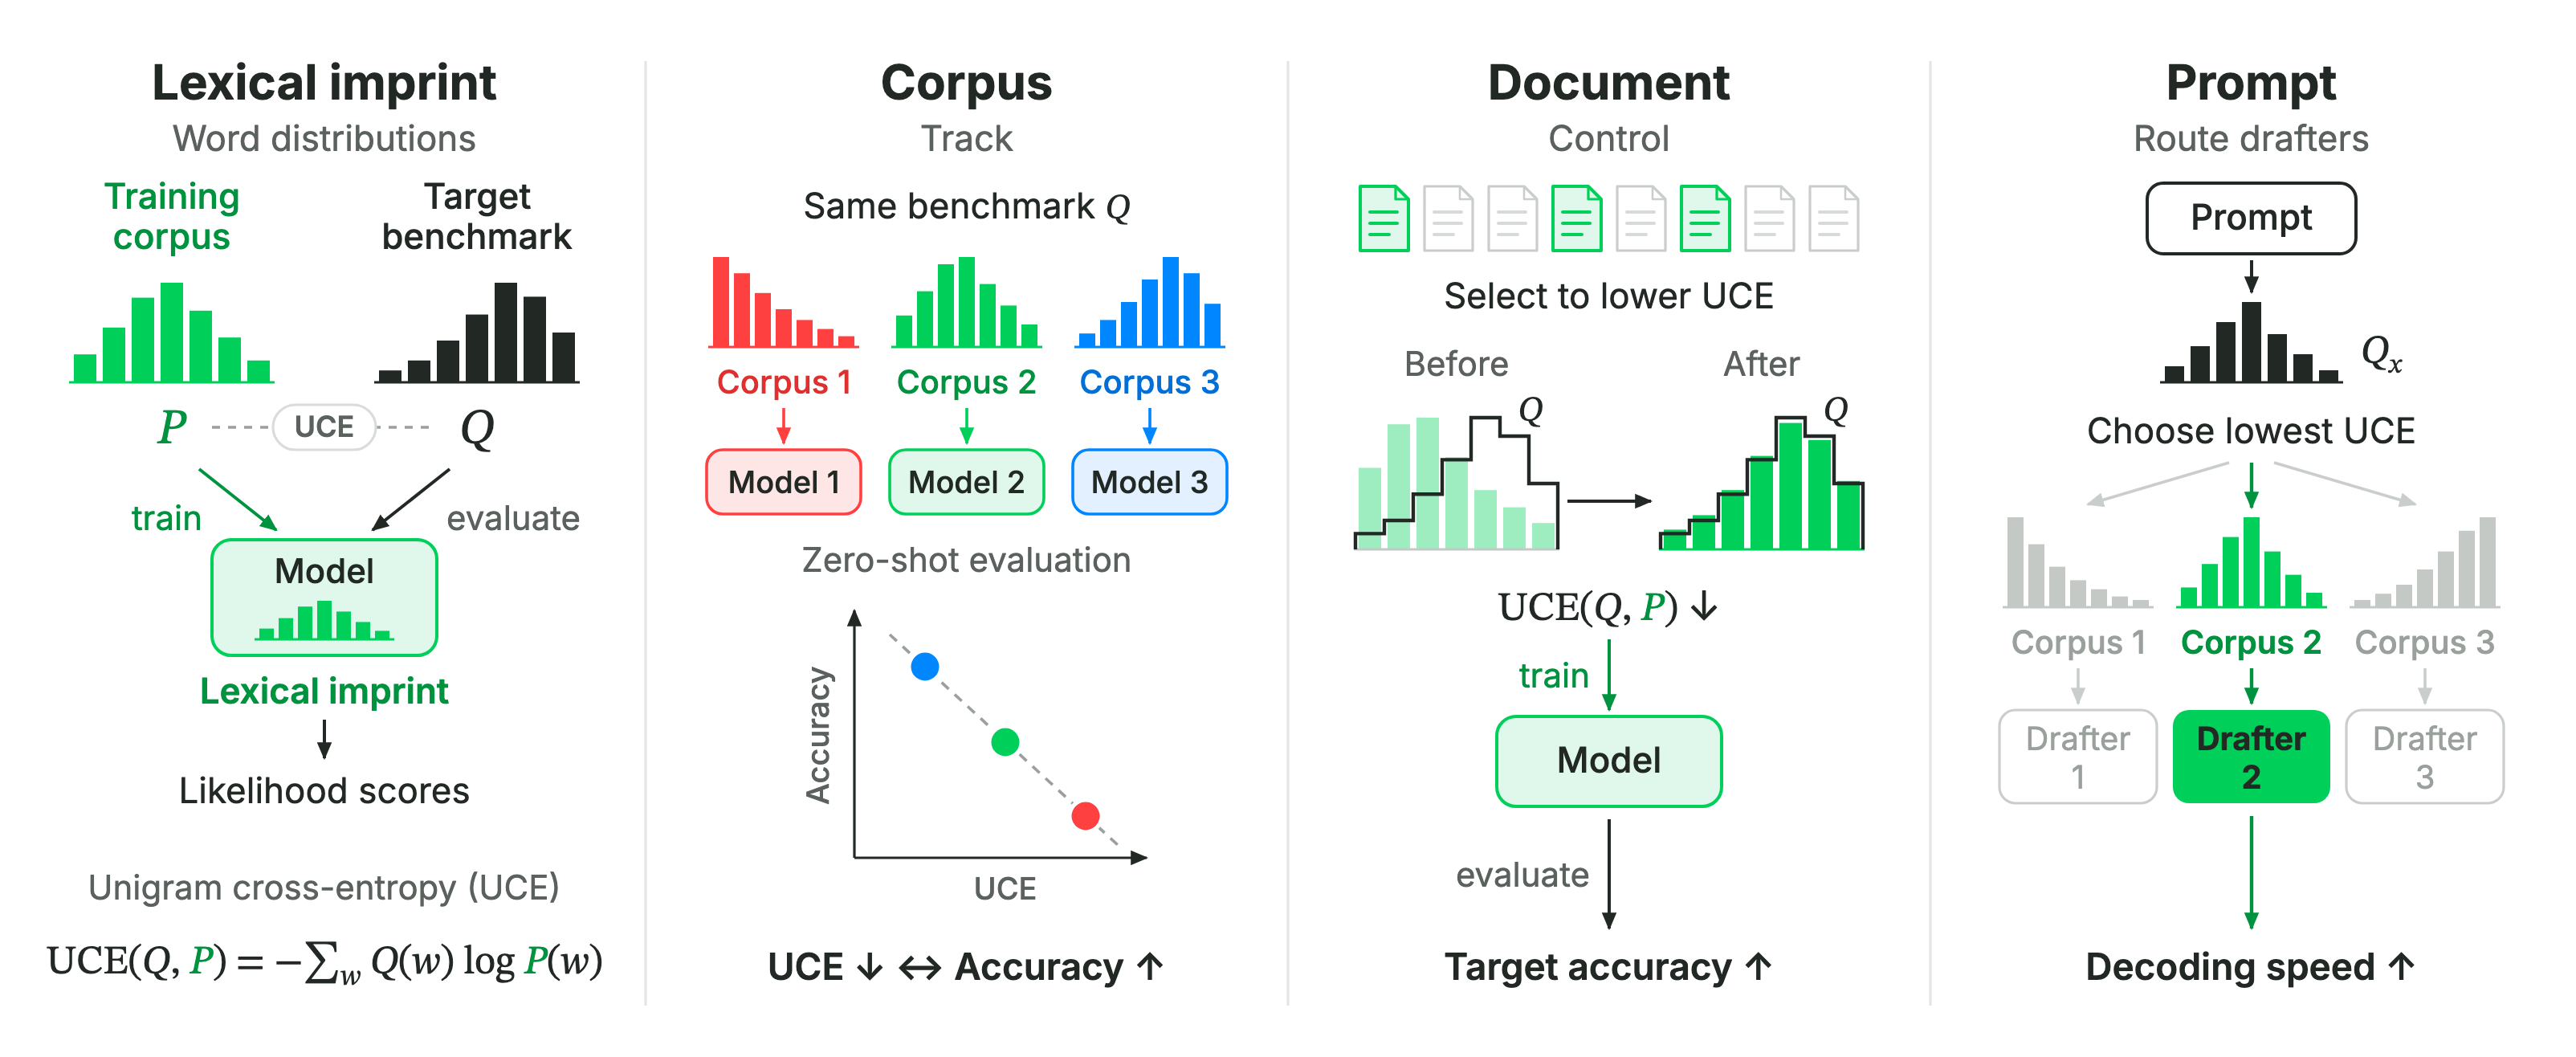 Lexical imprint
Word distributions
Training
corpus
Target
benchmark
P
UCE
Q
train
evaluate
Model
Lexical imprint
Likelihood scores
Unigram cross-entropy (UCE)
UCE(Q, P) = −∑w Q(w) log P(w)
Corpus
Track
Same benchmark Q
Corpus 1
Corpus 2
Corpus 3
Model 1
Model 2
Model 3
Zero-shot evaluation
Accuracy
UCE
UCE ↓ ↔ Accuracy ↑
Document
Control
Select to lower UCE
Before
After
Q
Q
UCE(Q, P) ↓
train
Model
evaluate
Target accuracy ↑
Prompt
Route drafters
Prompt
Qx
Choose lowest UCE
Corpus 1
Corpus 2
Corpus 3
Drafter
1
Drafter
2
Drafter
3
Decoding speed ↑